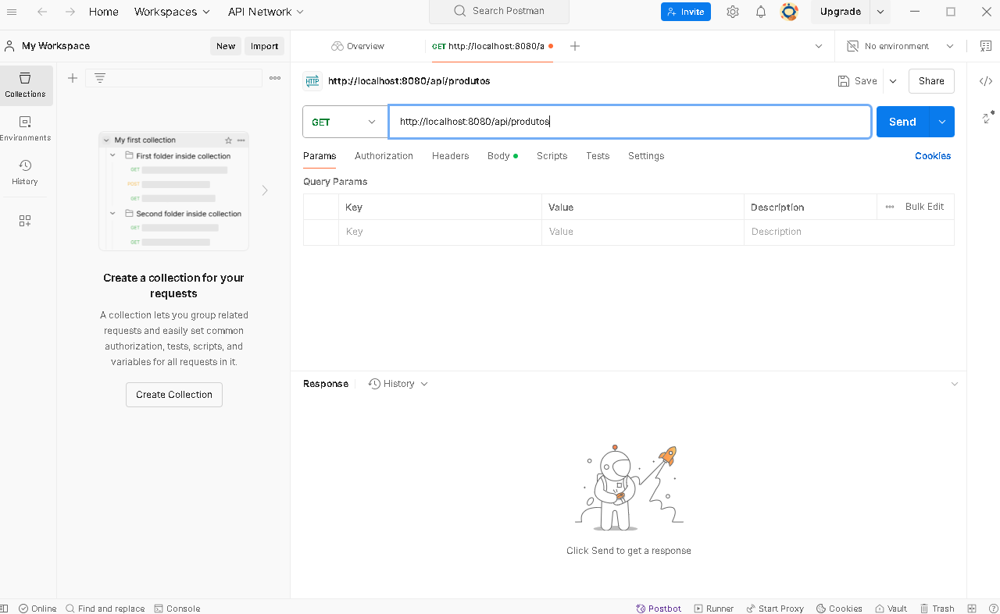 Home Workspaces API Network Search Postman Invite Upgrade
My Workspace New Import Overview GET http://localhost:8080/a No environment
Collections
Environments
History
My first collection
First folder inside collection
GET
POST
GET
Second folder inside collection
GET
GET
Create a collection for your
requests
A collection lets you group related
requests and easily set common
authorization, tests, scripts, and
variables for all requests in it.
Create Collection
HTTP http://localhost:8080/api/produtos Save Share
GET http://localhost:8080/api/produtos Send
Params Authorization Headers Body Scripts Tests Settings Cookies
Query Params
Key Value Description Bulk Edit
Key Value Description
Response History
Click Send to get a response
Online Find and replace Console Postbot Runner Start Proxy Cookies Vault Trash